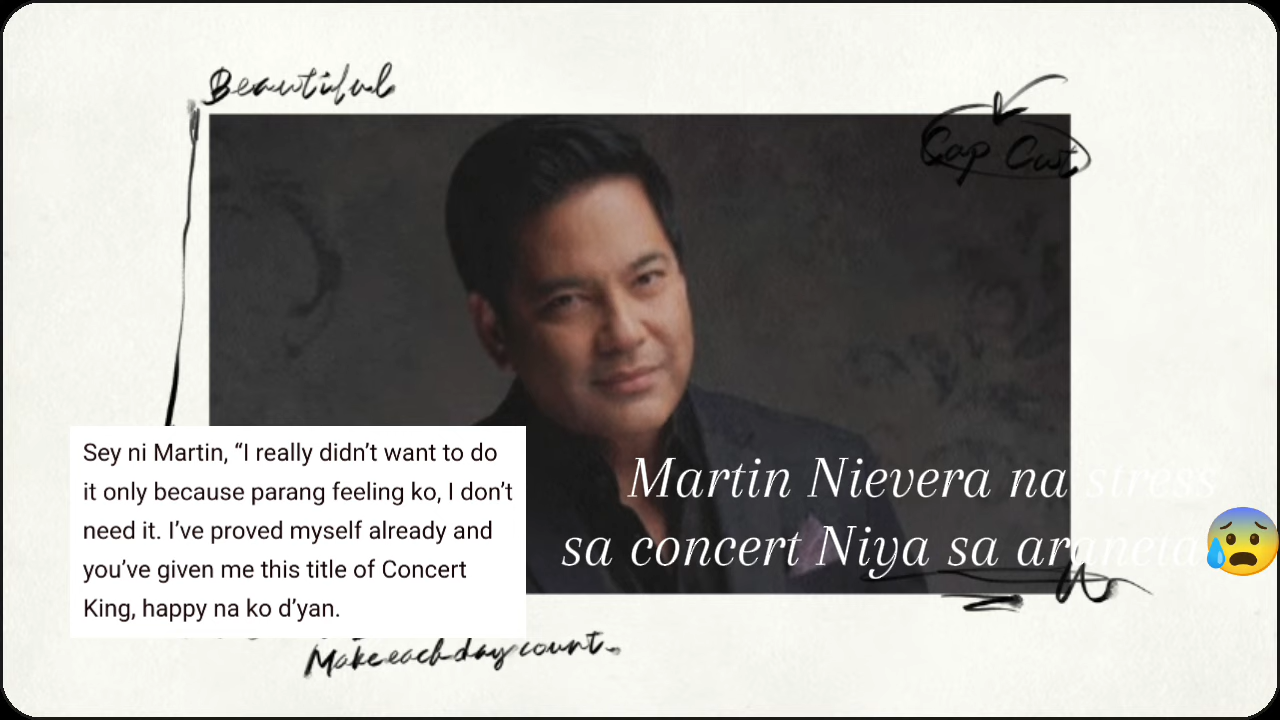 Beautiful
Cap Cut
Sey ni Martin, “I really didn’t want to do
it only because parang feeling ko, I don’t
need it. I’ve proved myself already and
you’ve given me this title of Concert
King, happy na ko d’yan.
Martin Nievera na stress
sa concert Niya sa araneta
Make each day count.